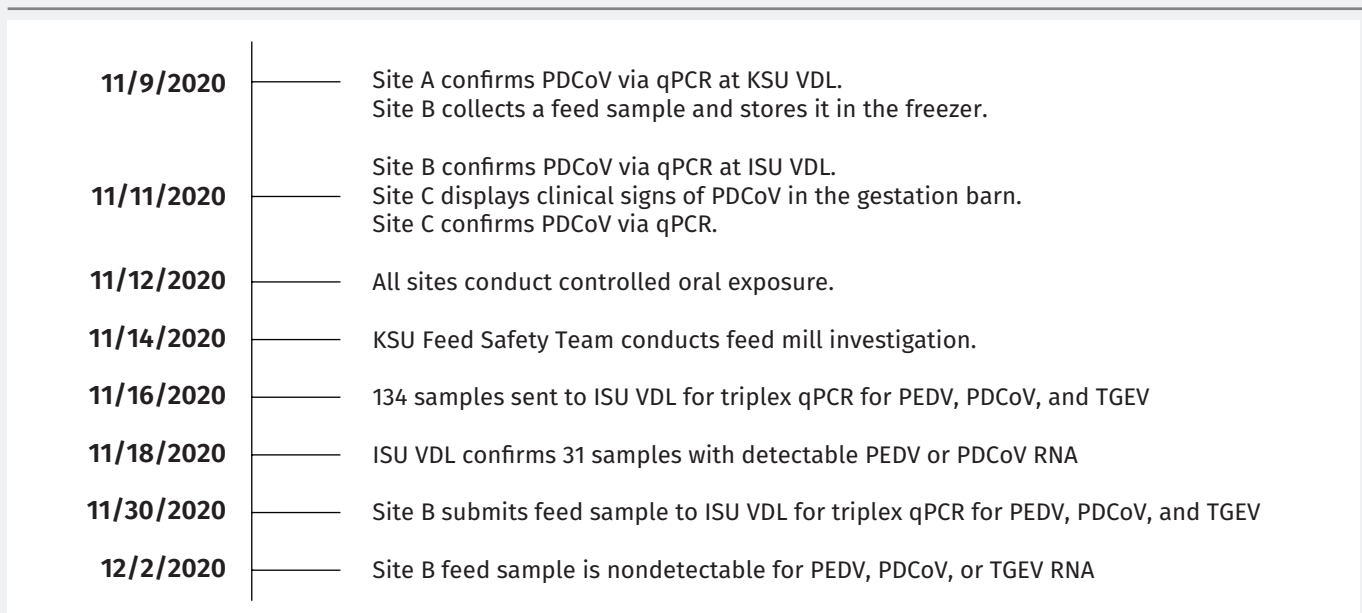 11/9/2020
Site A confirms PDCoV via qPCR at KSU VDL.
Site B collects a feed sample and stores it in the freezer.
11/11/2020
Site B confirms PDCoV via qPCR at ISU VDL.
Site C displays clinical signs of PDCoV in the gestation barn.
Site C confirms PDCoV via qPCR.
11/12/2020
All sites conduct controlled oral exposure.
11/14/2020
KSU Feed Safety Team conducts feed mill investigation.
11/16/2020
134 samples sent to ISU VDL for triplex qPCR for PEDV, PDCoV, and TGEV
11/18/2020
ISU VDL confirms 31 samples with detectable PEDV or PDCoV RNA
11/30/2020
Site B submits feed sample to ISU VDL for triplex qPCR for PEDV, PDCoV, and TGEV
12/2/2020
Site B feed sample is nondetectable for PEDV, PDCoV, or TGEV RNA